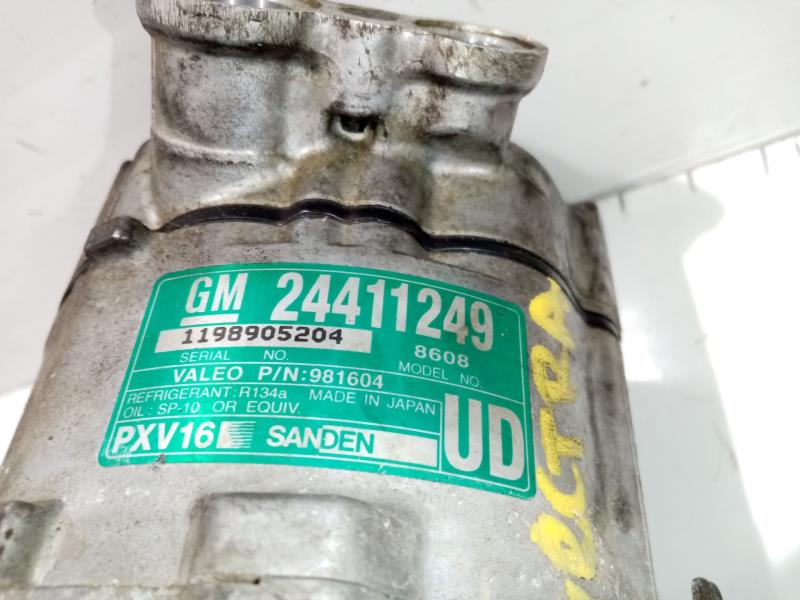 GM 24411249
1198905204 8608
SERIAL NO. MODEL NO.
VALEO P/N:981604
REFRIGERANT:R134a MADE IN JAPAN
OIL: SP-10 OR EQUIV.
PXV16 SANDEN UD